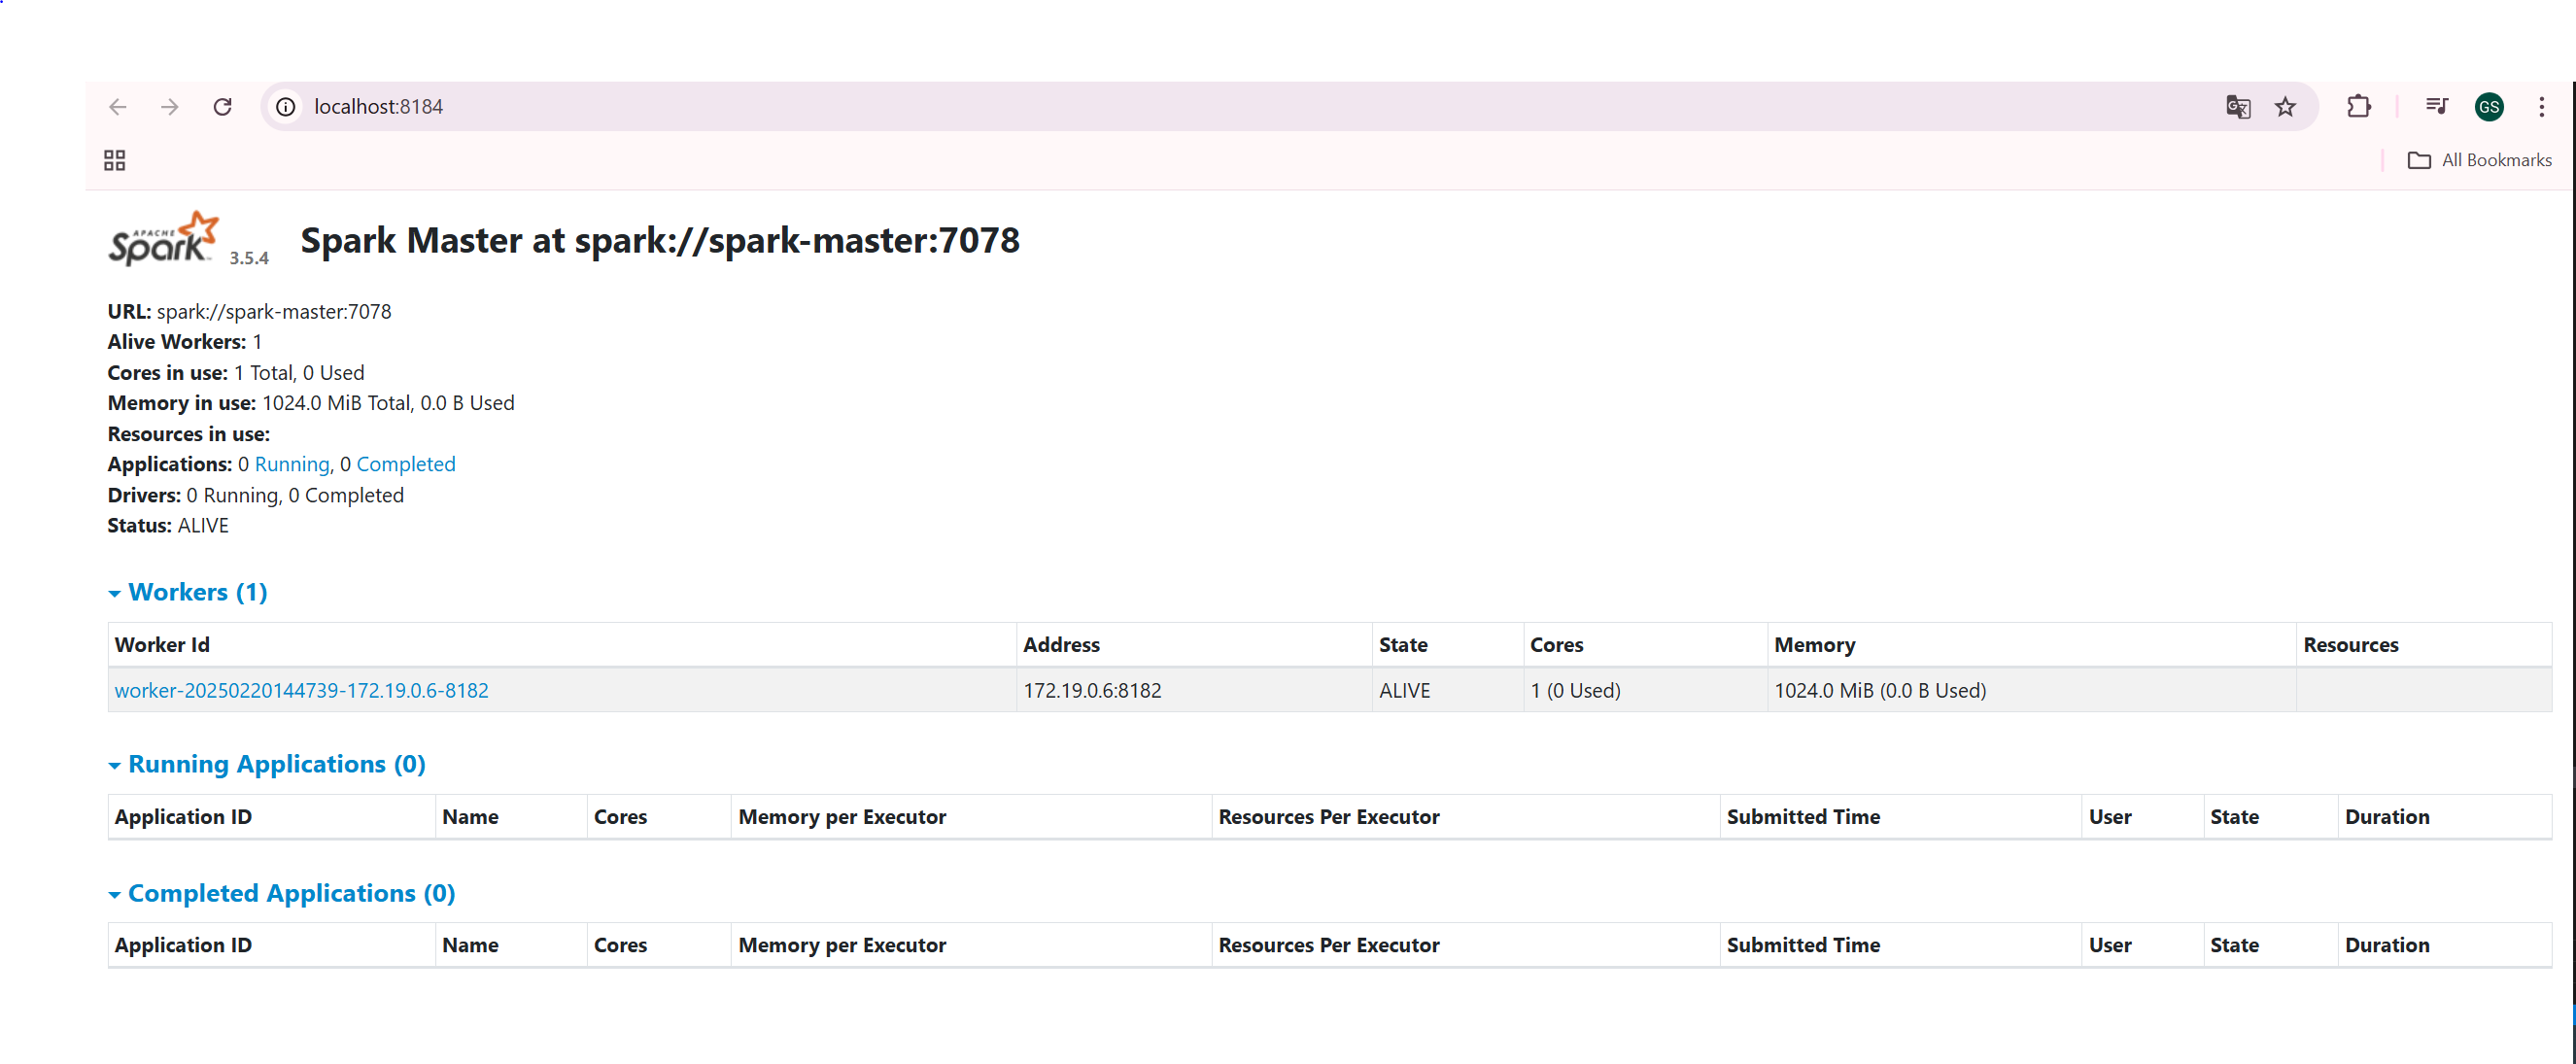 localhost:8184
GS
All Bookmarks
APACHE
Spark™ 3.5.4 Spark Master at spark://spark-master:7078
URL: spark://spark-master:7078
Alive Workers: 1
Cores in use: 1 Total, 0 Used
Memory in use: 1024.0 MiB Total, 0.0 B Used
Resources in use:
Applications: 0 Running, 0 Completed
Drivers: 0 Running, 0 Completed
Status: ALIVE
Workers (1)
Worker Id Address State Cores Memory Resources
worker-20250220144739-172.19.0.6-8182 172.19.0.6:8182 ALIVE 1 (0 Used) 1024.0 MiB (0.0 B Used)
Running Applications (0)
Application ID Name Cores Memory per Executor Resources Per Executor Submitted Time User State Duration
Completed Applications (0)
Application ID Name Cores Memory per Executor Resources Per Executor Submitted Time User State Duration